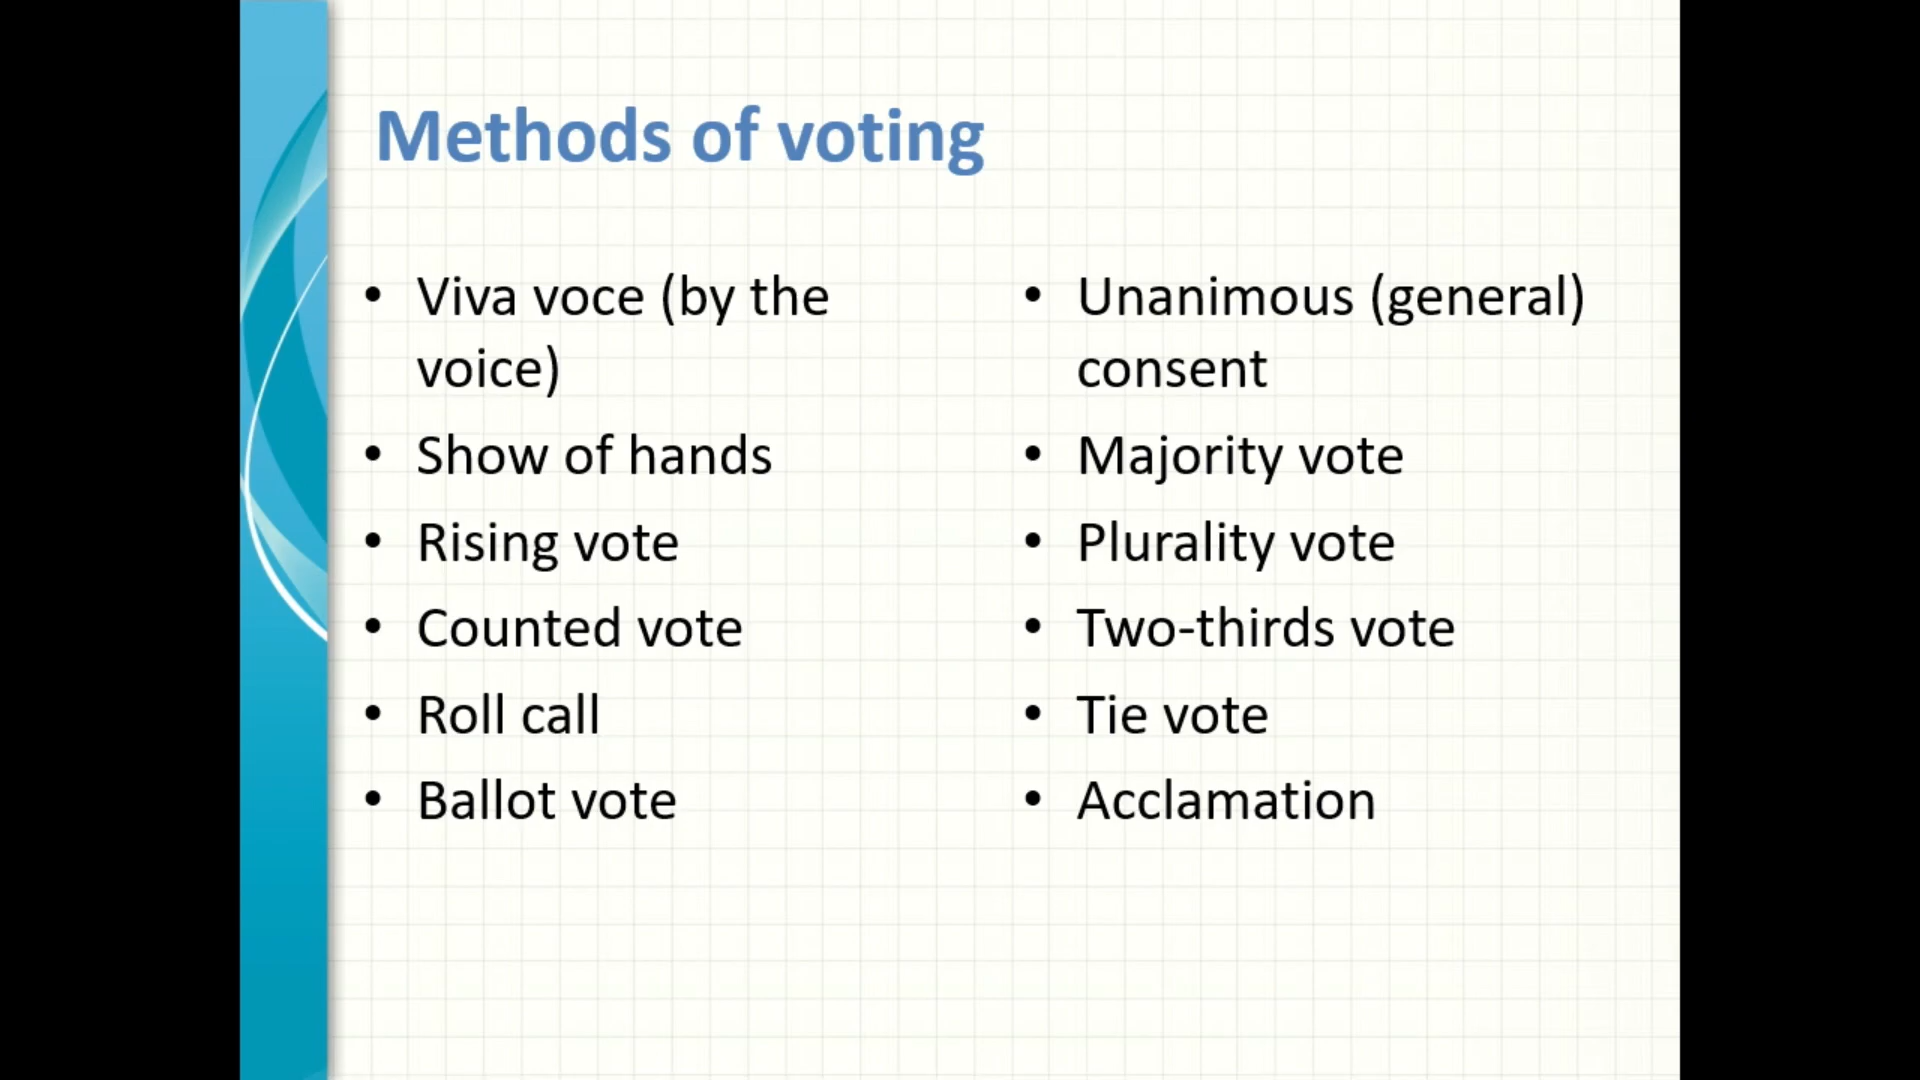 Methods of voting
• Viva voce (by the
voice)
• Show of hands
• Rising vote
• Counted vote
• Roll call
• Ballot vote
• Unanimous (general)
consent
• Majority vote
• Plurality vote
• Two-thirds vote
• Tie vote
• Acclamation